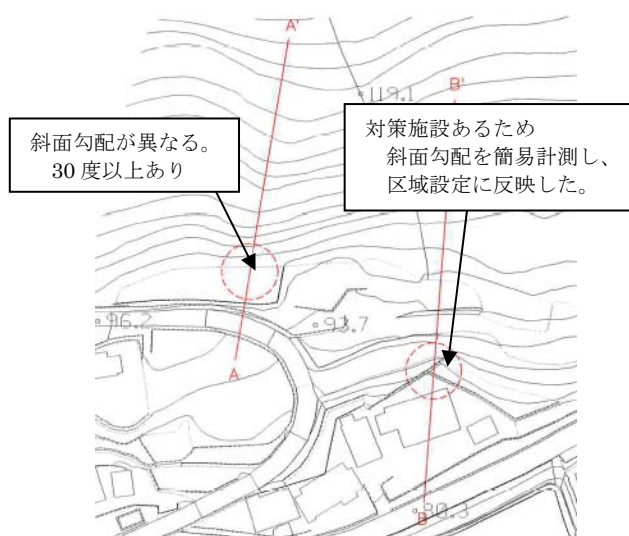 A'
119.1
B'
斜面勾配が異なる。
30 度以上あり
対策施設あるため
斜面勾配を簡易計測し、
区域設定に反映した。
96.2
93.7
A
80.3
B